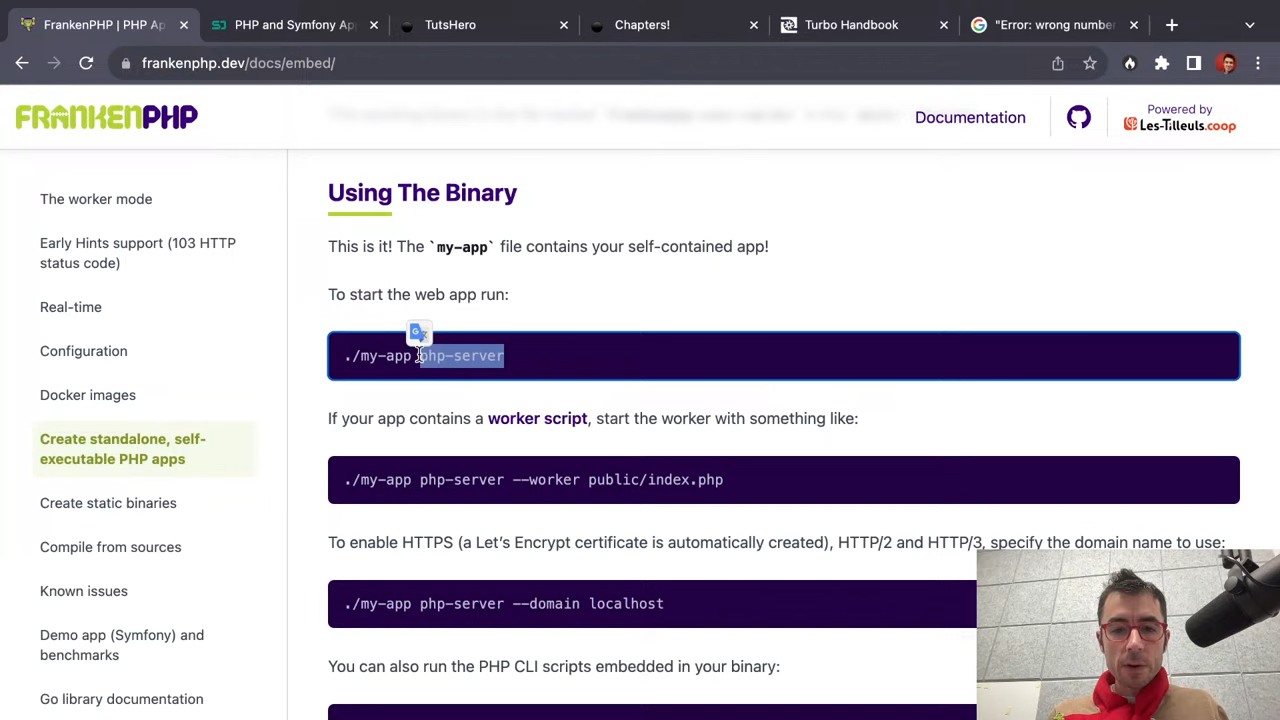 FrankenPHP | PHP Ap
PHP and Symfony Ap
TutsHero
Chapters!
Turbo Handbook
"Error: wrong numbe
frankenphp.dev/docs/embed/
FRANKENPHP
Documentation
Powered by
Les-Tilleuls.coop
The worker mode
Early Hints support (103 HTTP
status code)
Real-time
Configuration
Docker images
Create standalone, self-
executable PHP apps
Create static binaries
Compile from sources
Known issues
Demo app (Symfony) and
benchmarks
Go library documentation
Using The Binary
This is it! The `my-app` file contains your self-contained app!
To start the web app run:
./my-app php-server
If your app contains a worker script, start the worker with something like:
./my-app php-server --worker public/index.php
To enable HTTPS (a Let's Encrypt certificate is automatically created), HTTP/2 and HTTP/3, specify the domain name to use:
./my-app php-server --domain localhost
You can also run the PHP CLI scripts embedded in your binary: